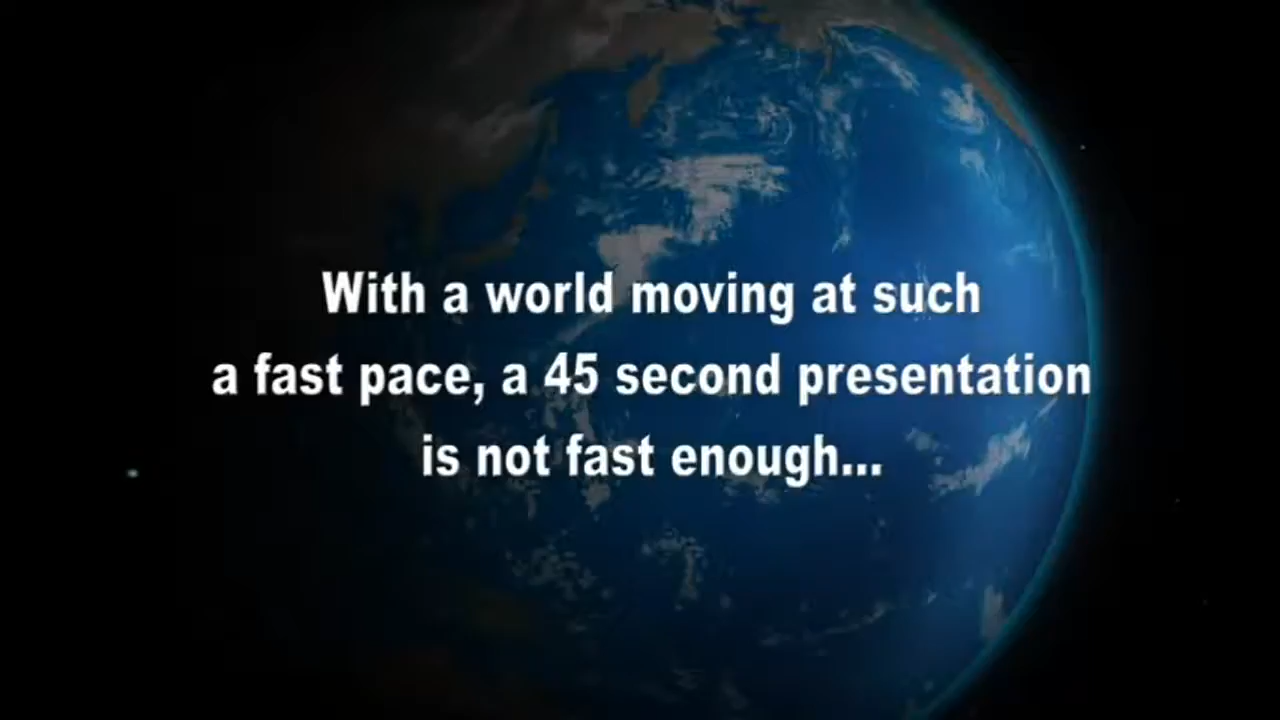 With a world moving at such
a fast pace, a 45 second presentation
is not fast enough...